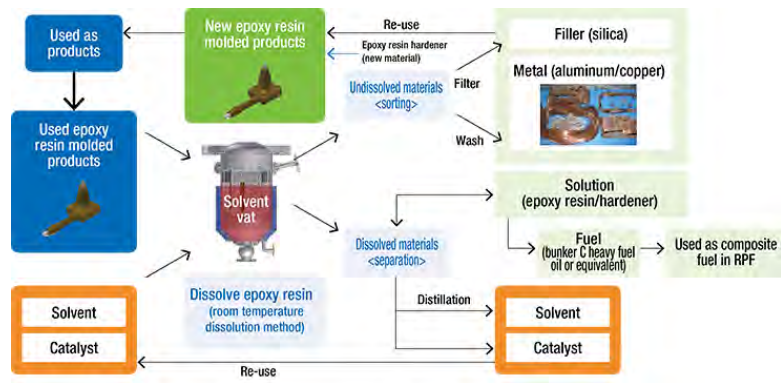 Used as
products
New epoxy resin
molded products
Re-use
Epoxy resin hardener
(new material)
Filler (silica)
Metal (aluminum/copper)
Undissolved materials
<sorting>
Filter
Wash
Used epoxy
resin molded
products
Solvent
vat
Solution
(epoxy resin/hardener)
Dissolved materials
<separation>
Fuel
(bunker C heavy fuel
oil or equivalent)
Used as composite
fuel in RPF
Dissolve epoxy resin
(room temperature
dissolution method)
Distillation
Solvent
Catalyst
Solvent
Catalyst
Re-use